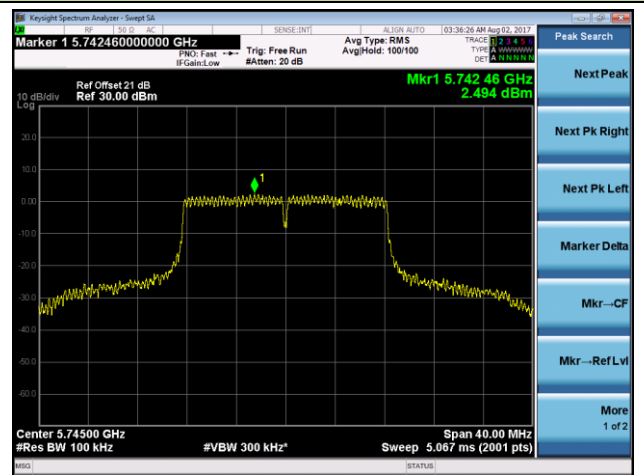 Keysight Spectrum Analyzer - Swept SA
RF 50 Ω AC SENSE:INT ALIGN AUTO 03:36:26 AM Aug 02, 2017
Marker 1 5.742460000000 GHz
PNO: Fast
IFGain:Low
Trig: Free Run
#Atten: 20 dB
Avg Type: RMS
Avg|Hold: 100/100
TRACE 1 2 3 4 5 6
TYPE A WWWWW
DET A N N N N N
Peak Search
Mkr1 5.742 46 GHz
2.494 dBm
Ref Offset 21 dB
10 dB/div Ref 30.00 dBm
Log
20.0
10.0
0.00
-10.0
-20.0
-30.0
-40.0
-50.0
-60.0
1
Center 5.74500 GHz Span 40.00 MHz
#Res BW 100 kHz #VBW 300 kHz* Sweep 5.067 ms (2001 pts)
MSG STATUS
Next Peak
Next Pk Right
Next Pk Left
Marker Delta
Mkr→CF
Mkr→Ref Lvl
More
1 of 2